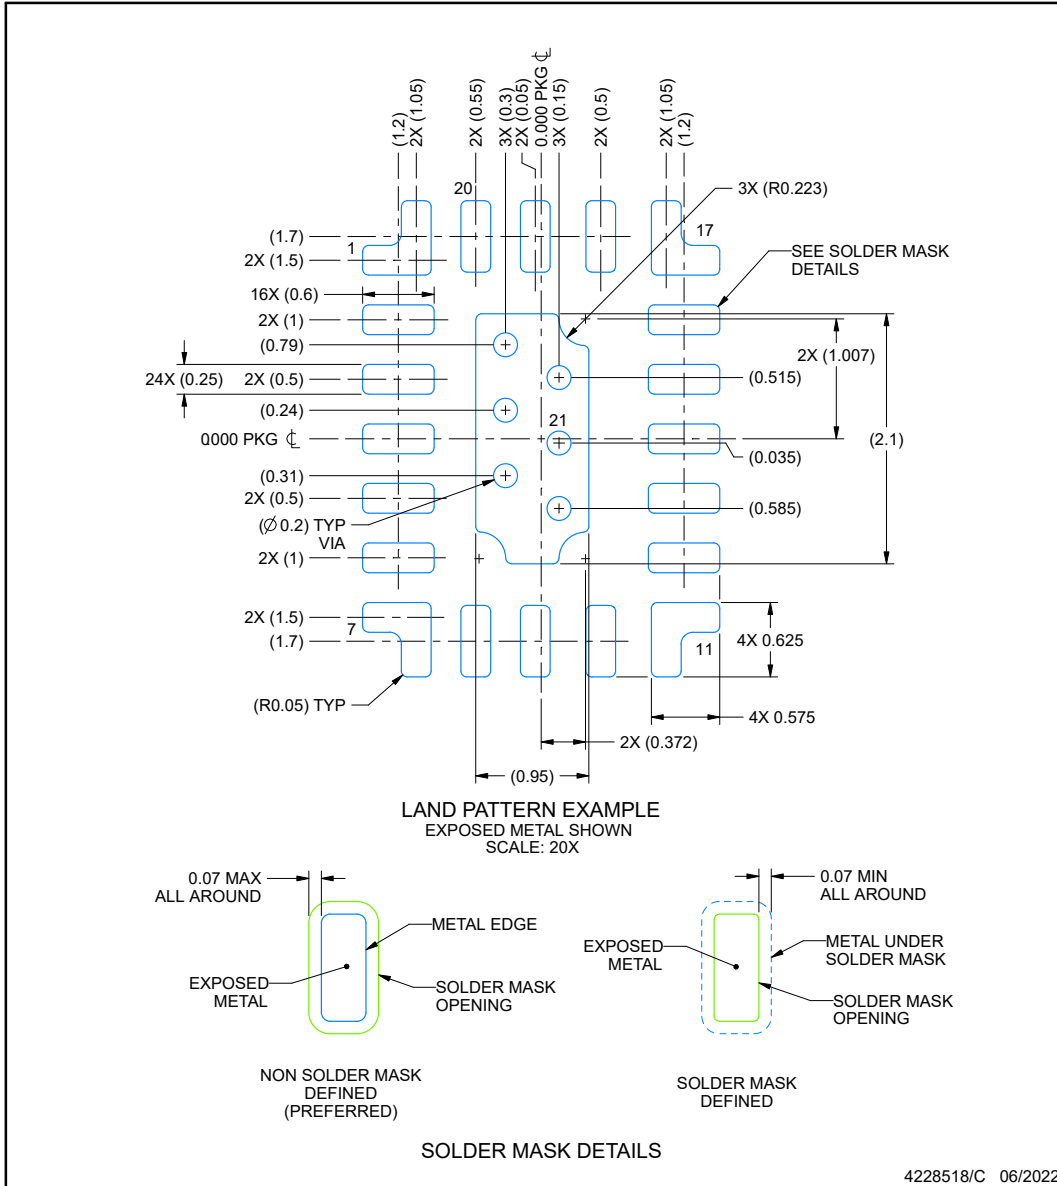 (1.2)
2X (1.05)
2X (0.55)
3X (0.3)
2X (0.05)
0.000 PKG ℄
3X (0.15)
2X (0.5)
2X (1.05)
(1.2)
20
3X (R0.223)
(1.7)
1
17
2X (1.5)
SEE SOLDER MASK
DETAILS
16X (0.6)
2X (1)
(0.79)
2X (1.007)
24X (0.25)
2X (0.5)
(0.515)
(0.24)
21
0.000 PKG ℄
(2.1)
(0.035)
(0.31)
2X (0.5)
(0.585)
(Ø 0.2) TYP
VIA
2X (1)
2X (1.5)
7
(1.7)
11
4X 0.625
(R0.05) TYP
4X 0.575
2X (0.372)
(0.95)
LAND PATTERN EXAMPLE
EXPOSED METAL SHOWN
SCALE: 20X
0.07 MAX
ALL AROUND
METAL EDGE
EXPOSED
METAL
SOLDER MASK
OPENING
NON SOLDER MASK
DEFINED
(PREFERRED)
0.07 MIN
ALL AROUND
EXPOSED
METAL
METAL UNDER
SOLDER MASK
SOLDER MASK
OPENING
SOLDER MASK
DEFINED
SOLDER MASK DETAILS
4228518/C 06/2022